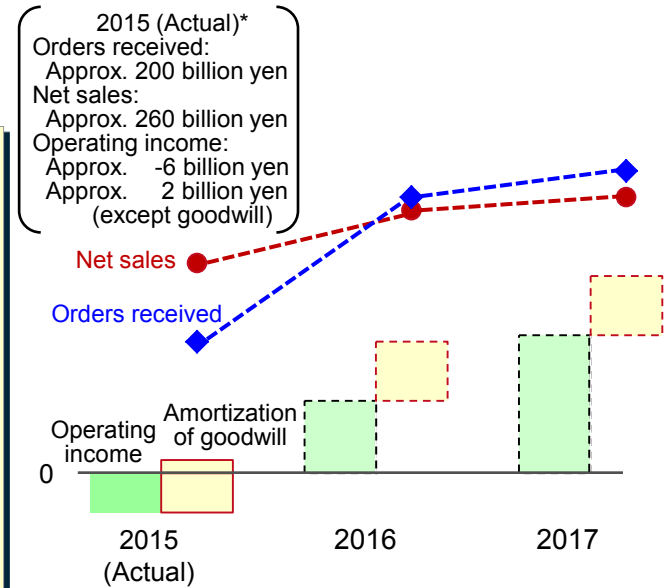 2015 (Actual)*
Orders received:
Approx. 200 billion yen
Net sales:
Approx. 260 billion yen
Operating income:
Approx. -6 billion yen
Approx. 2 billion yen
(except goodwill)
Net sales
Orders received
Operating income
Amortization of goodwill
0
2015
(Actual)
2016
2017